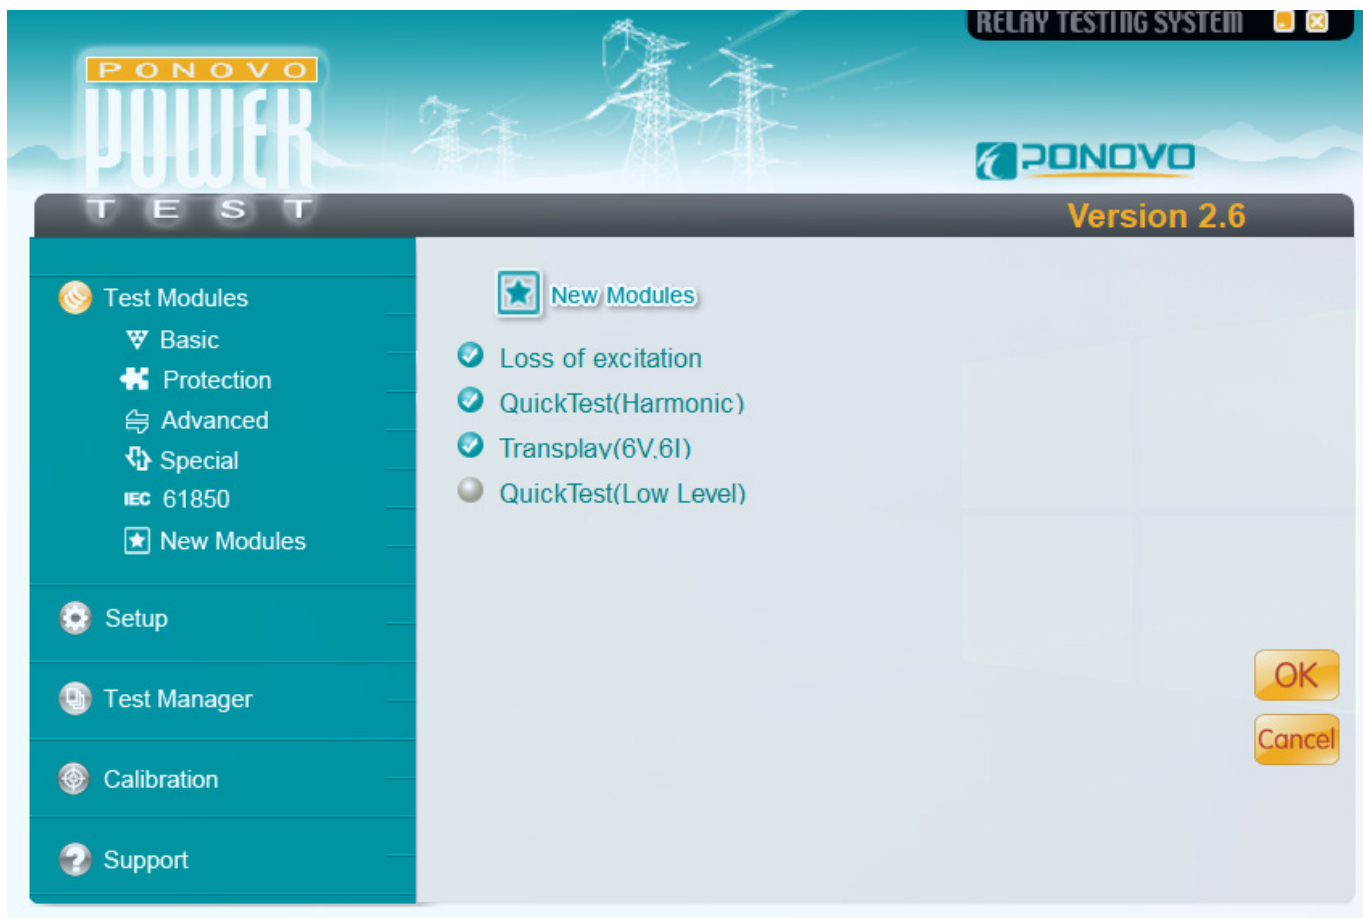 RELAY TESTING SYSTEM
PONOVO
POWER
TEST
PONOVO
Version 2.6
Test Modules
Basic
Protection
Advanced
Special
IEC 61850
New Modules
Setup
Test Manager
Calibration
Support
New Modules
Loss of excitation
QuickTest(Harmonic)
Transplay(6V,6I)
QuickTest(Low Level)
OK
Cancel